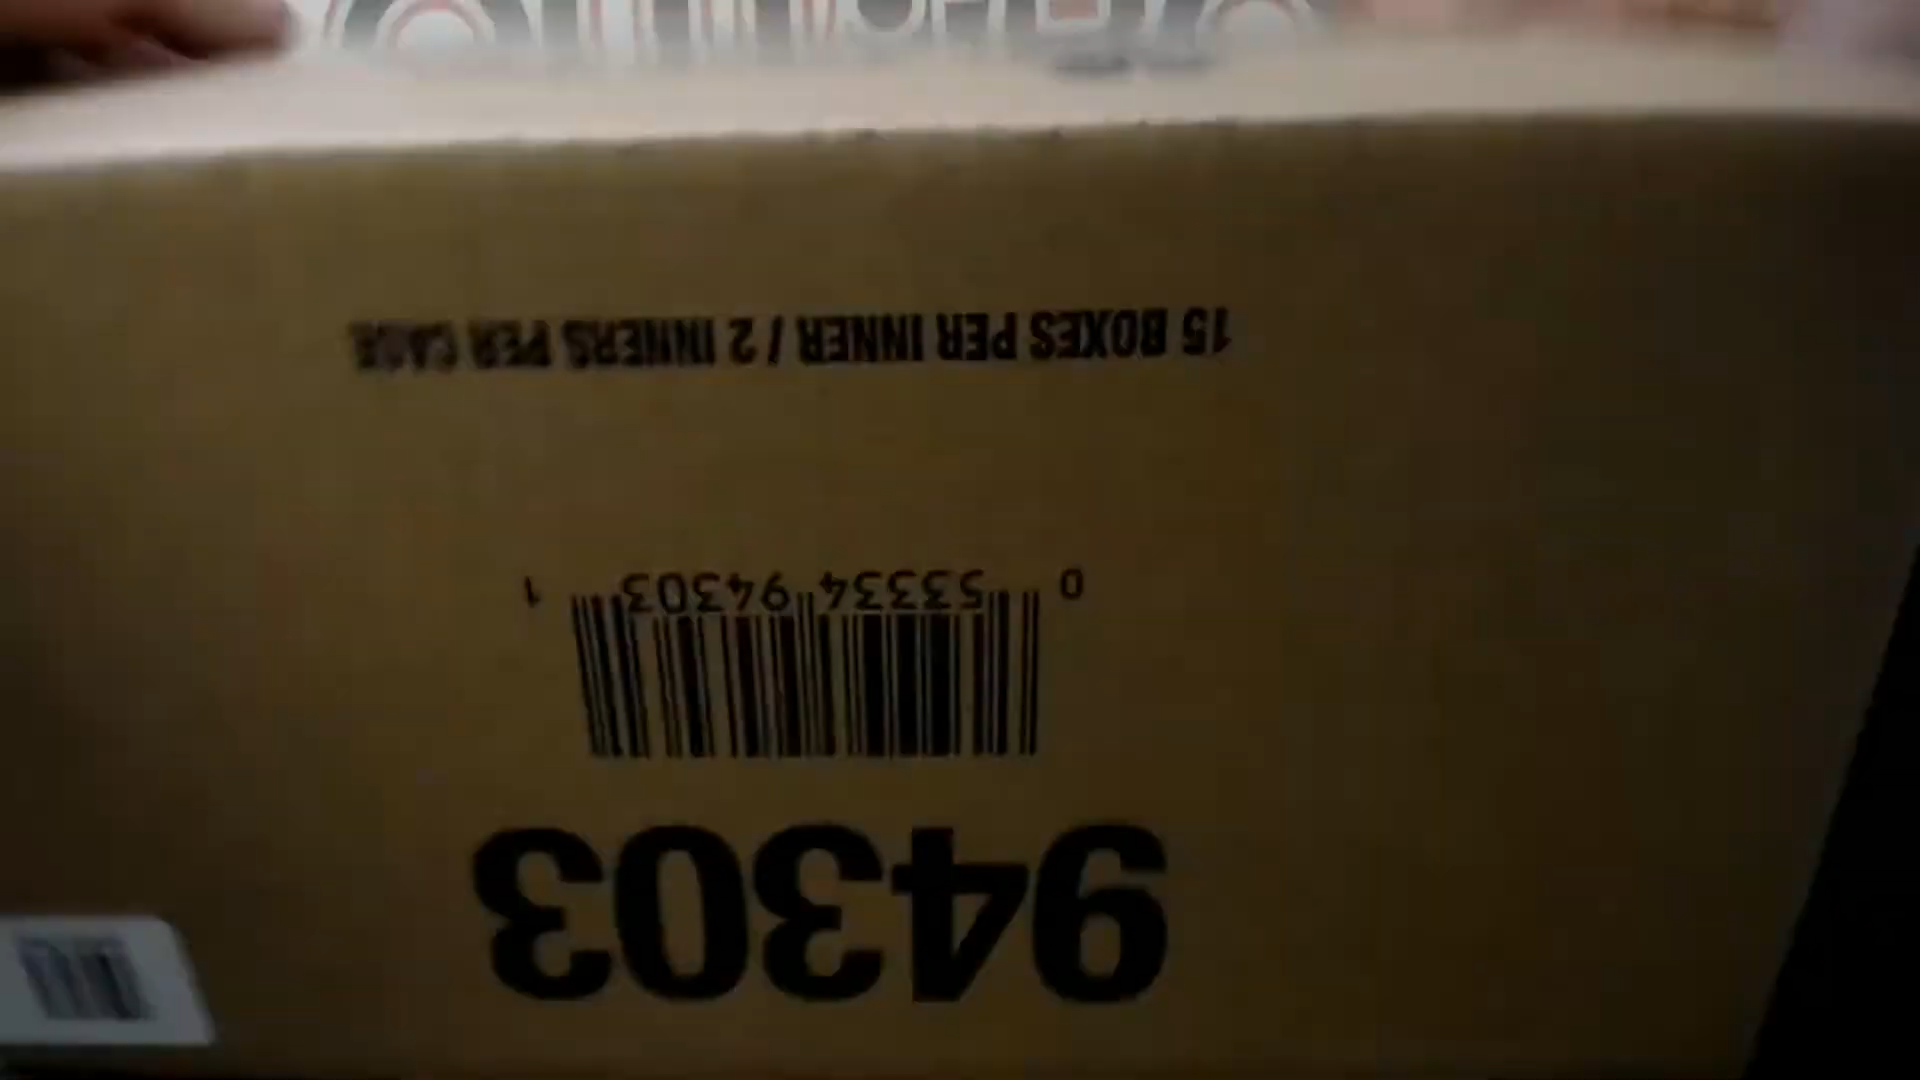 94303
0 53334 94303 1
15 BOXES PER INNER / 2 INNERS PER CASE